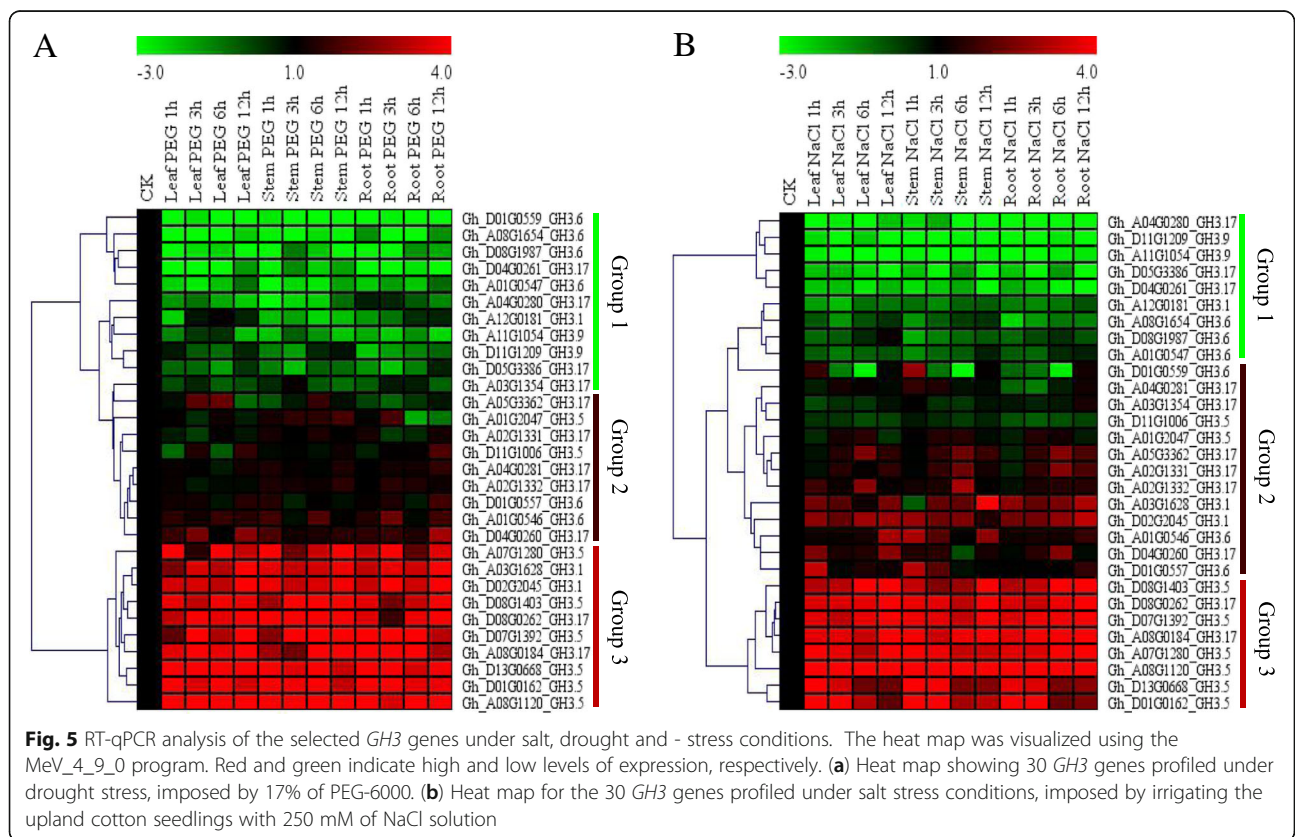 A
-3.0 1.0 4.0
CK
Leaf PEG 1h
Leaf PEG 3h
Leaf PEG 6h
Leaf PEG 12h
Stem PEG 1h
Stem PEG 3h
Stem PEG 6h
Stem PEG 12h
Root PEG 1h
Root PEG 3h
Root PEG 6h
Root PEG 12h
Gh_D01G0559_GH3.6
Gh_A08G1654_GH3.6
Gh_D08G1987_GH3.6
Gh_D04G0261_GH3.17
Gh_A01G0547_GH3.6
Gh_A04G0280_GH3.17
Gh_A12G0181_GH3.1
Gh_A11G1054_GH3.9
Gh_D11G1209_GH3.9
Gh_D05G3386_GH3.17
Gh_A03G1354_GH3.17
Gh_A05G3362_GH3.17
Gh_A01G2047_GH3.5
Gh_A02G1331_GH3.17
Gh_D11G1006_GH3.5
Gh_A04G0281_GH3.17
Gh_A02G1332_GH3.17
Gh_D01G0557_GH3.6
Gh_A01G0546_GH3.6
Gh_D04G0260_GH3.17
Gh_A07G1280_GH3.5
Gh_A03G1628_GH3.1
Gh_D02G2045_GH3.1
Gh_D08G1403_GH3.5
Gh_D08G0262_GH3.17
Gh_D07G1392_GH3.5
Gh_A08G0184_GH3.17
Gh_D13G0668_GH3.5
Gh_D01G0162_GH3.5
Gh_A08G1120_GH3.5
Group 1
Group 2
Group 3
B
-3.0 1.0 4.0
CK
Leaf NaCl 1h
Leaf NaCl 3h
Leaf NaCl 6h
Leaf NaCl 12h
Stem NaCl 1h
Stem NaCl 3h
Stem NaCl 6h
Stem NaCl 12h
Root NaCl 1h
Root NaCl 3h
Root NaCl 6h
Root NaCl 12h
Gh_A04G0280_GH3.17
Gh_D11G1209_GH3.9
Gh_A11G1054_GH3.9
Gh_D05G3386_GH3.17
Gh_D04G0261_GH3.17
Gh_A12G0181_GH3.1
Gh_A08G1654_GH3.6
Gh_D08G1987_GH3.6
Gh_A01G0547_GH3.6
Gh_D01G0559_GH3.6
Gh_A04G0281_GH3.17
Gh_A03G1354_GH3.17
Gh_D11G1006_GH3.5
Gh_A01G2047_GH3.5
Gh_A05G3362_GH3.17
Gh_A02G1331_GH3.17
Gh_A02G1332_GH3.17
Gh_A03G1628_GH3.1
Gh_D02G2045_GH3.1
Gh_A01G0546_GH3.6
Gh_D04G0260_GH3.17
Gh_D01G0557_GH3.6
Gh_D08G1403_GH3.5
Gh_D08G0262_GH3.17
Gh_D07G1392_GH3.5
Gh_A08G0184_GH3.17
Gh_A07G1280_GH3.5
Gh_A08G1120_GH3.5
Gh_D13G0668_GH3.5
Gh_D01G0162_GH3.5
Group 1
Group 2
Group 3
Fig. 5 RT-qPCR analysis of the selected GH3 genes under salt, drought and - stress conditions. The heat map was visualized using the
MeV_4_9_0 program. Red and green indicate high and low levels of expression, respectively. (a) Heat map showing 30 GH3 genes profiled under
drought stress, imposed by 17% of PEG-6000. (b) Heat map for the 30 GH3 genes profiled under salt stress conditions, imposed by irrigating the
upland cotton seedlings with 250 mM of NaCl solution